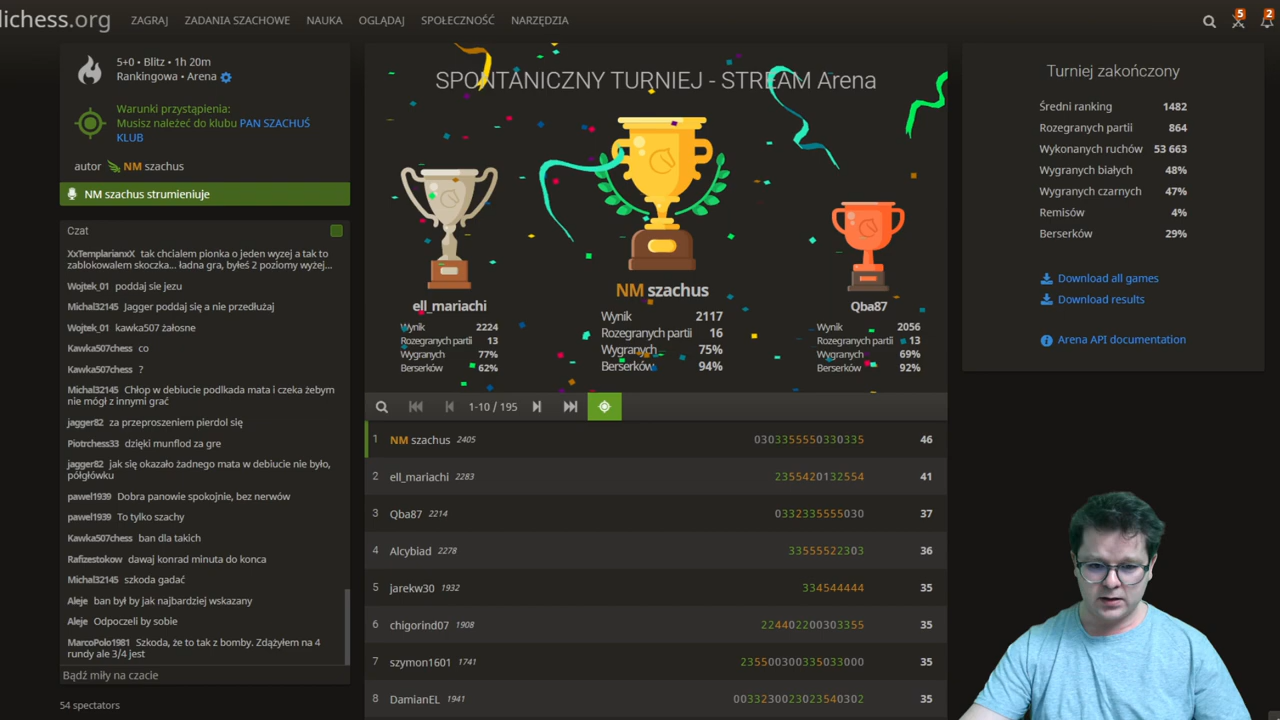 lichess.org
ZAGRAJ
ZADANIA SZACHOWE
NAUKA
OGLĄDAJ
SPOŁECZNOŚĆ
NARZĘDZIA
5
2
5+0 • Blitz • 1h 20m
Rankingowa • Arena
Warunki przystąpienia:
Musisz należeć do klubu PAN SZACHUŚ
KLUB
autor NM szachus
NM szachus strumieniuje
Czat
XxTemplarianxX tak chcialem pionka o jeden wyzej a tak to
zablokowalem skoczka... ładna gra, byłeś 2 poziomy wyżej...
Wojtek_01 poddaj sie jezu
Michal32145 Jagger poddaj się a nie przedłużaj
Wojtek_01 kawka507 żałosne
Kawka507chess co
Kawka507chess ?
Michal32145 Chłop w debiucie podlkada mata i czeka żebym
nie mógł z innymi grać
jagger82 za przeproszeniem pierdol się
Piotrchess33 dzięki munflod za gre
jagger82 jak się okazało żadnego mata w debiucie nie było,
półgłówku
pawel1939 Dobra panowie spokojnie, bez nerwów
pawel1939 To tylko szachy
Kawka507chess ban dla takich
Rafizestokow dawaj konrad minuta do konca
Michal32145 szkoda gadać
Aleje ban był by jak najbardziej wskazany
Aleje Odpoczeli by sobie
MarcoPolo1981 Szkoda, że to tak z bomby. Zdążyłem na 4
rundy ale 3/4 jest
Bądź miły na czacie
54 spectators
SPONTANICZNY TURNIEJ - STREAM Arena
ell_mariachi
Wynik 2224
Rozegranych partii 13
Wygranych 77%
Berserków 62%
NM szachus
Wynik 2117
Rozegranych partii 16
Wygranych 75%
Berserków 94%
Qba87
Wynik 2056
Rozegranych partii 13
Wygranych 69%
Berserków 92%
1-10 / 195
1 NM szachus 2405 0303355550330335 46
2 ell_mariachi 2283 2355420132554 41
3 Qba87 2214 0332335555030 37
4 Alcybiad 2278 33555522303 36
5 jarekw30 1932 334544444 35
6 chigorind07 1908 224402200303355 35
7 szymon1601 1741 235500300335033000 35
8 DamianEL 1941 0033230023023540302 35
Turniej zakończony
Średni ranking 1482
Rozegranych partii 864
Wykonanych ruchów 53 663
Wygranych białych 48%
Wygranych czarnych 47%
Remisów 4%
Berserków 29%
Download all games
Download results
Arena API documentation